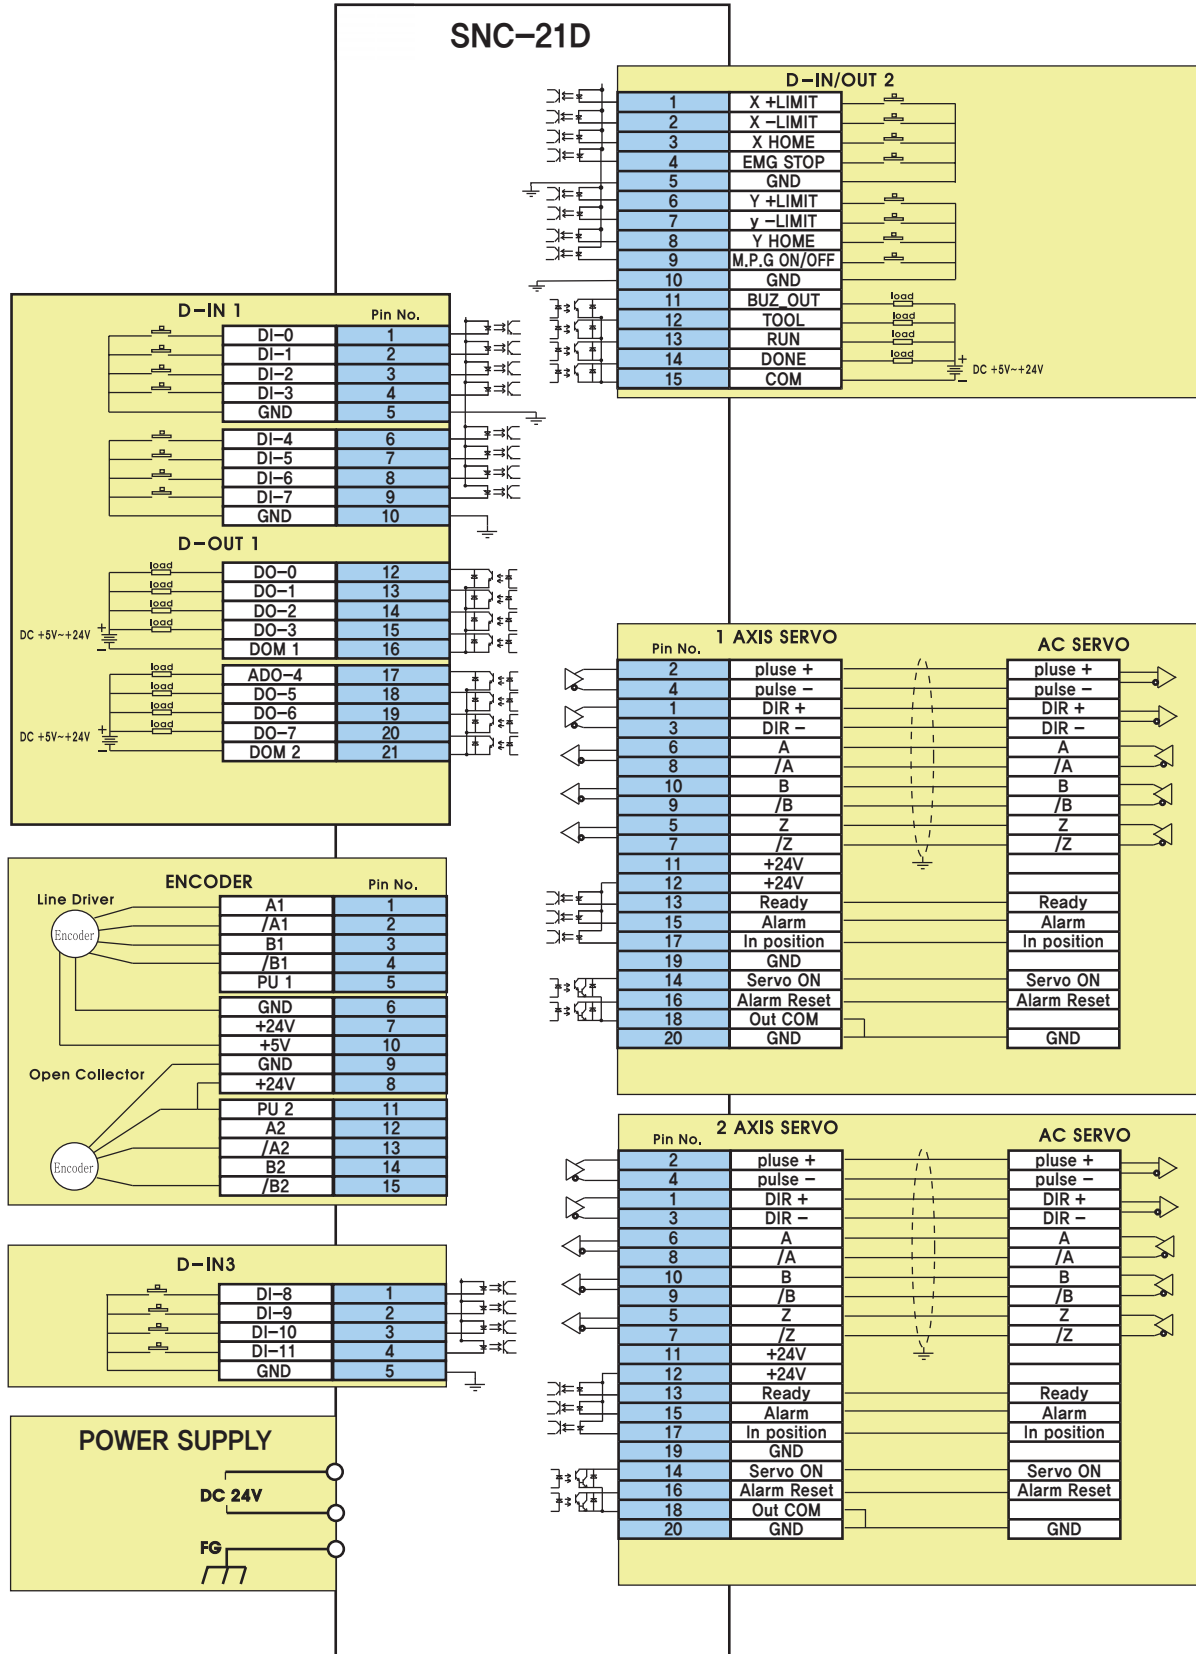 SNC-21D
D-IN/OUT 2
1 X +LIMIT
2 X -LIMIT
3 X HOME
4 EMG STOP
5 GND
6 Y +LIMIT
7 y -LIMIT
8 Y HOME
9 M.P.G ON/OFF
10 GND
11 BUZ_OUT load
12 TOOL load
13 RUN load
14 DONE load
15 COM
+
DC +5V~+24V
-
D-IN 1 Pin No.
DI-0 1
DI-1 2
DI-2 3
DI-3 4
GND 5
DI-4 6
DI-5 7
DI-6 8
DI-7 9
GND 10
D-OUT 1
load DO-0 12
load DO-1 13
load DO-2 14
load DO-3 15
DOM 1 16
+
DC +5V~+24V
-
load ADO-4 17
load DO-5 18
load DO-6 19
load DO-7 20
DOM 2 21
+
DC +5V~+24V
-
ENCODER Pin No.
Line Driver
Encoder
A1 1
/A1 2
B1 3
/B1 4
PU 1 5
GND 6
+24V 7
+5V 10
GND 9
+24V 8
Open Collector
Encoder
PU 2 11
A2 12
/A2 13
B2 14
/B2 15
D-IN3
DI-8 1
DI-9 2
DI-10 3
DI-11 4
GND 5
POWER SUPPLY
DC 24V
FG
1 AXIS SERVO AC SERVO
Pin No.
2 pluse + pluse +
4 pulse - pulse -
1 DIR + DIR +
3 DIR - DIR -
6 A A
8 /A /A
10 B B
9 /B /B
5 Z Z
7 /Z /Z
11 +24V
12 +24V
13 Ready Ready
15 Alarm Alarm
17 In position In position
19 GND
14 Servo ON Servo ON
16 Alarm Reset Alarm Reset
18 Out COM
20 GND GND
2 AXIS SERVO AC SERVO
Pin No.
2 pluse + pluse +
4 pulse - pulse -
1 DIR + DIR +
3 DIR - DIR -
6 A A
8 /A /A
10 B B
9 /B /B
5 Z Z
7 /Z /Z
11 +24V
12 +24V
13 Ready Ready
15 Alarm Alarm
17 In position In position
19 GND
14 Servo ON Servo ON
16 Alarm Reset Alarm Reset
18 Out COM
20 GND GND